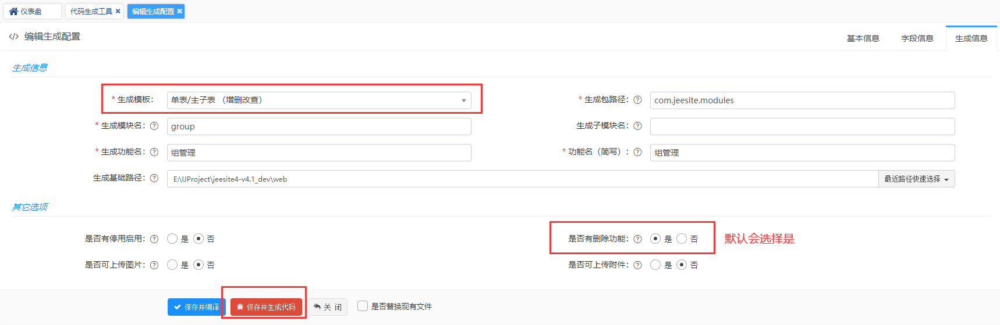 仪表盘 代码生成工具 编辑生成配置
</> 编辑生成配置 基本信息 字段信息 生成信息
生成信息
* 生成模板： 单表/主子表 （增删改查） * 生成包路径： com.jeesite.modules
* 生成模块名： group 生成子模块名：
* 生成功能名： 组管理 * 功能名（简写）： 组管理
生成基础路径： E:\IJProject\jeesite4-v4.1_dev\web 最近路径快速选择
其它选项
是否有停用启用： 是 否 是否有删除功能： 是 否 默认会选择是
是否可上传图片： 是 否 是否可上传附件： 是 否
保存并编译 保存并生成代码 关 闭 是否替换现有文件